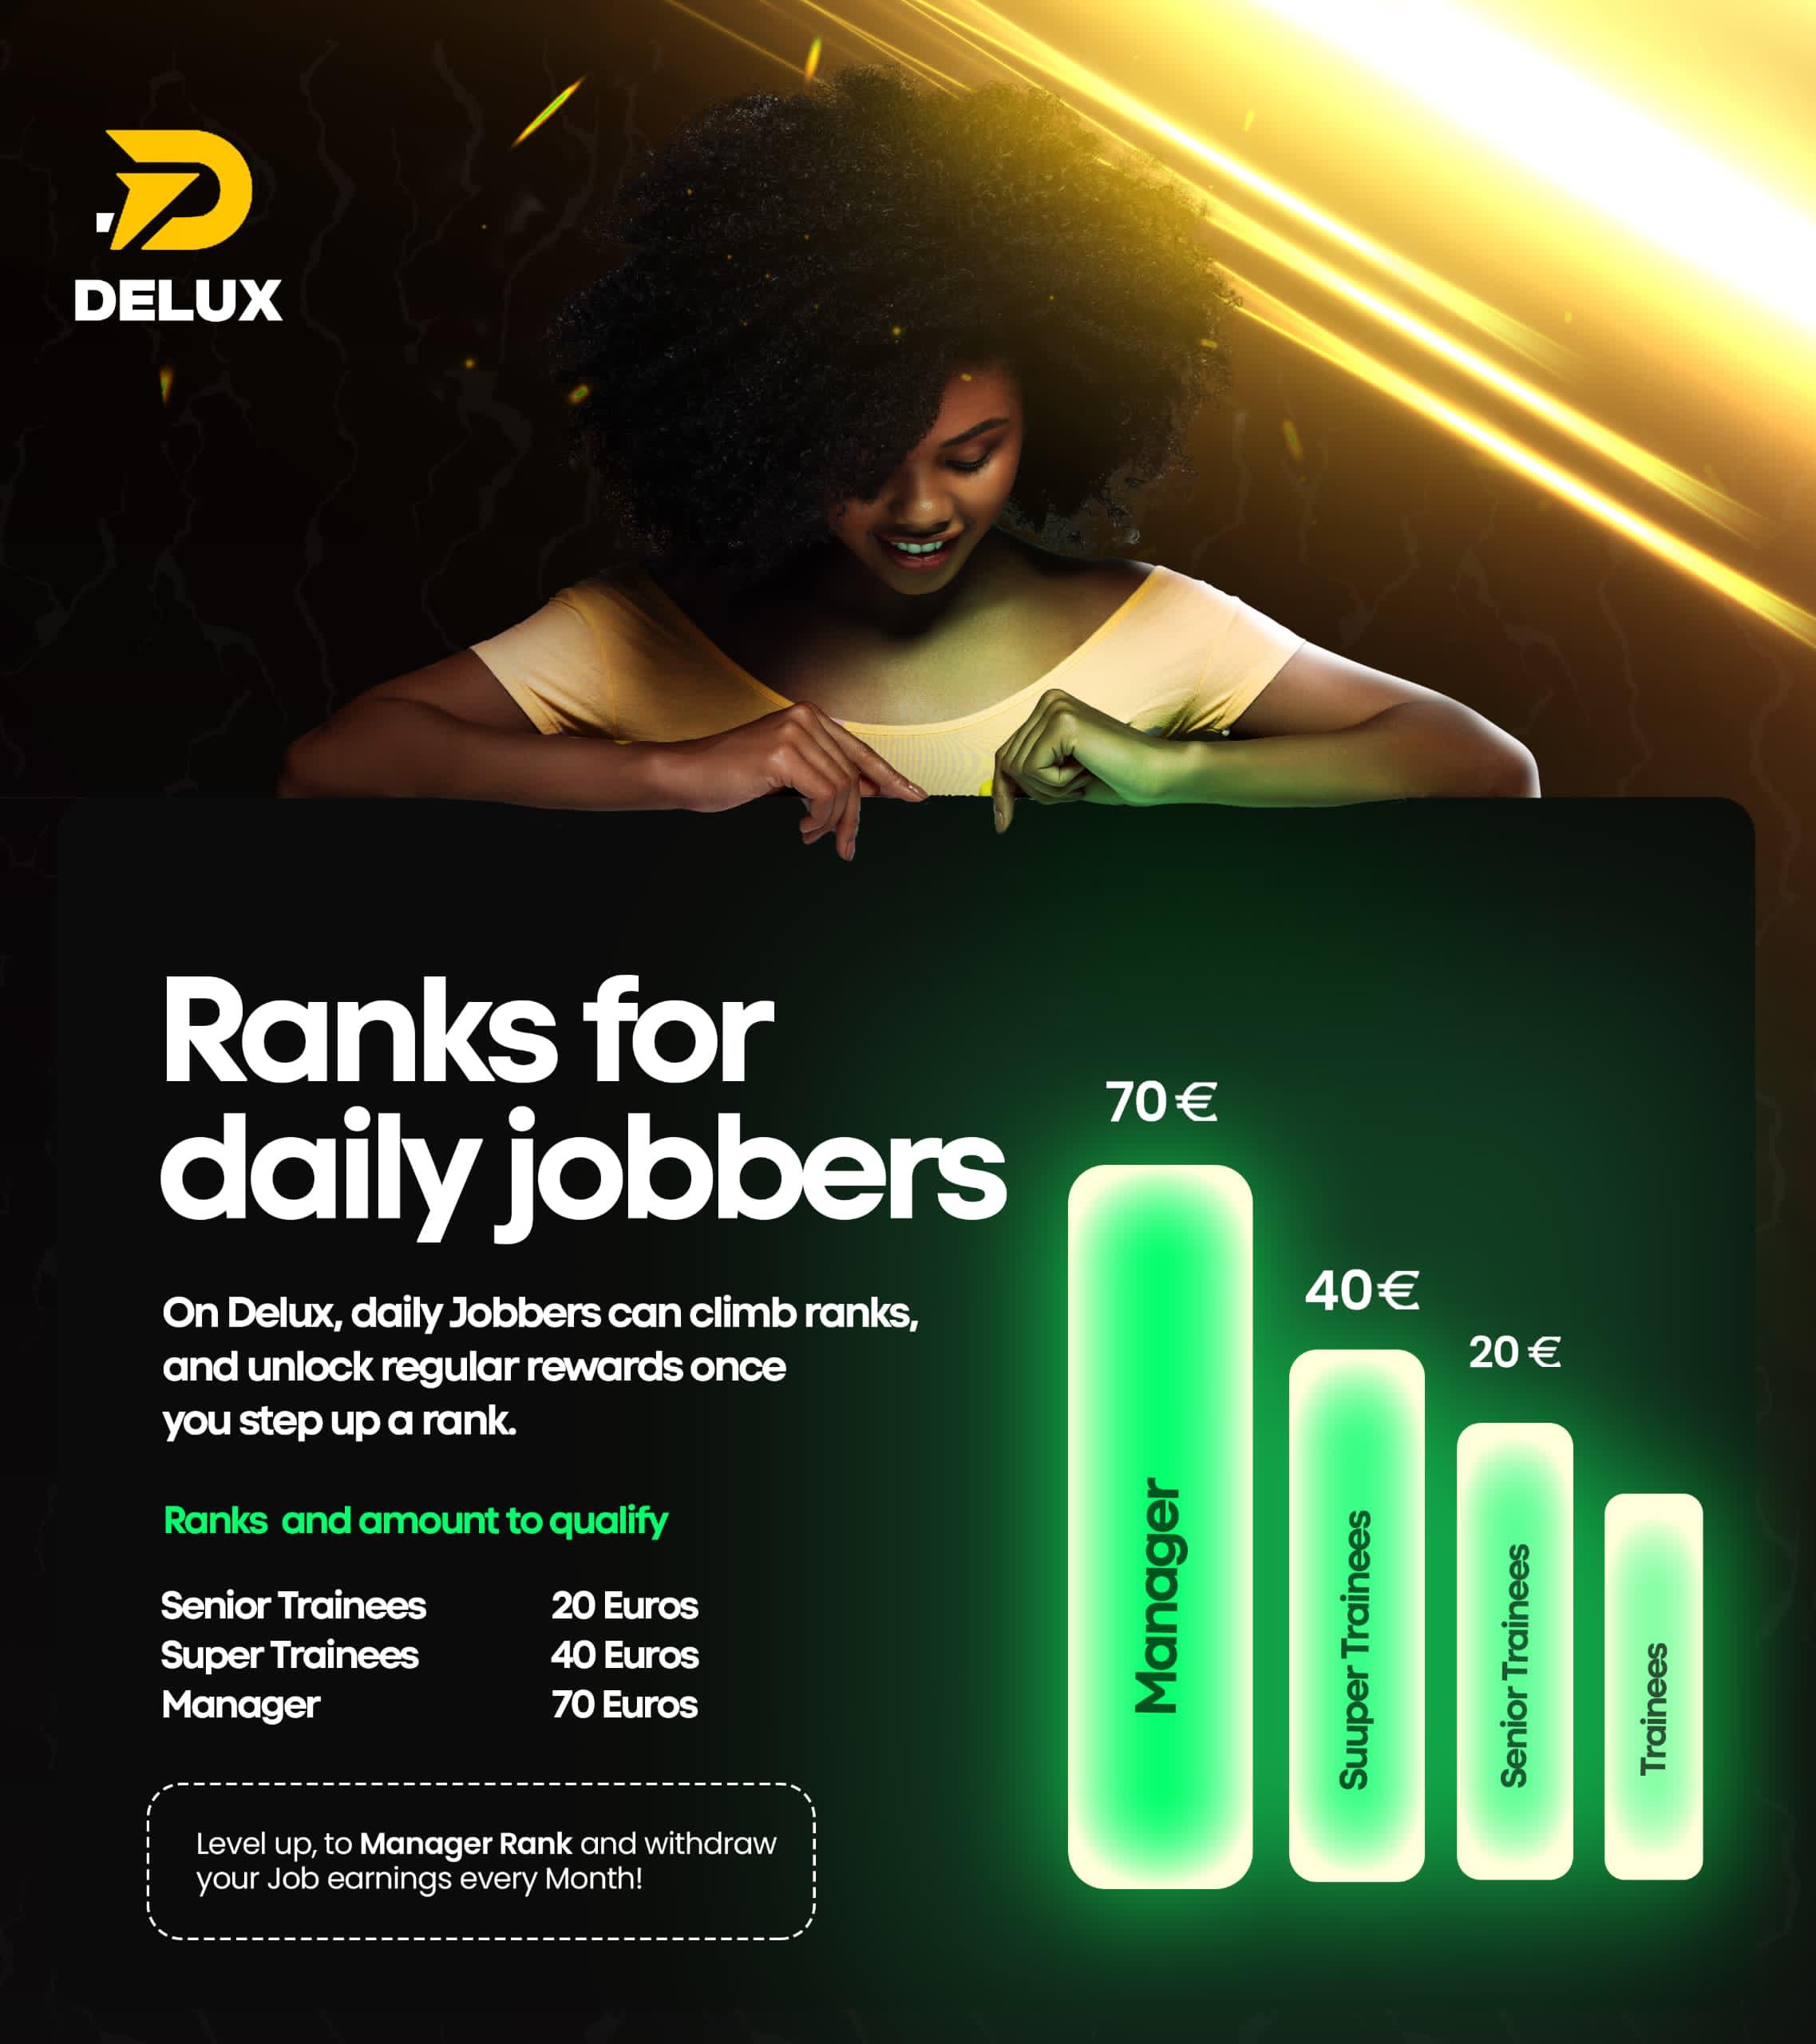 DELUX
Ranks for
daily jobbers
On Delux, daily Jobbers can climb ranks,
and unlock regular rewards once
you step up a rank.
Ranks and amount to qualify
Senior Trainees 20 Euros
Super Trainees 40 Euros
Manager 70 Euros
Level up, to Manager Rank and withdraw
your Job earnings every Month!
70 €
Manager
40 €
Suuper Trainees
20 €
Senior Trainees
Trainees